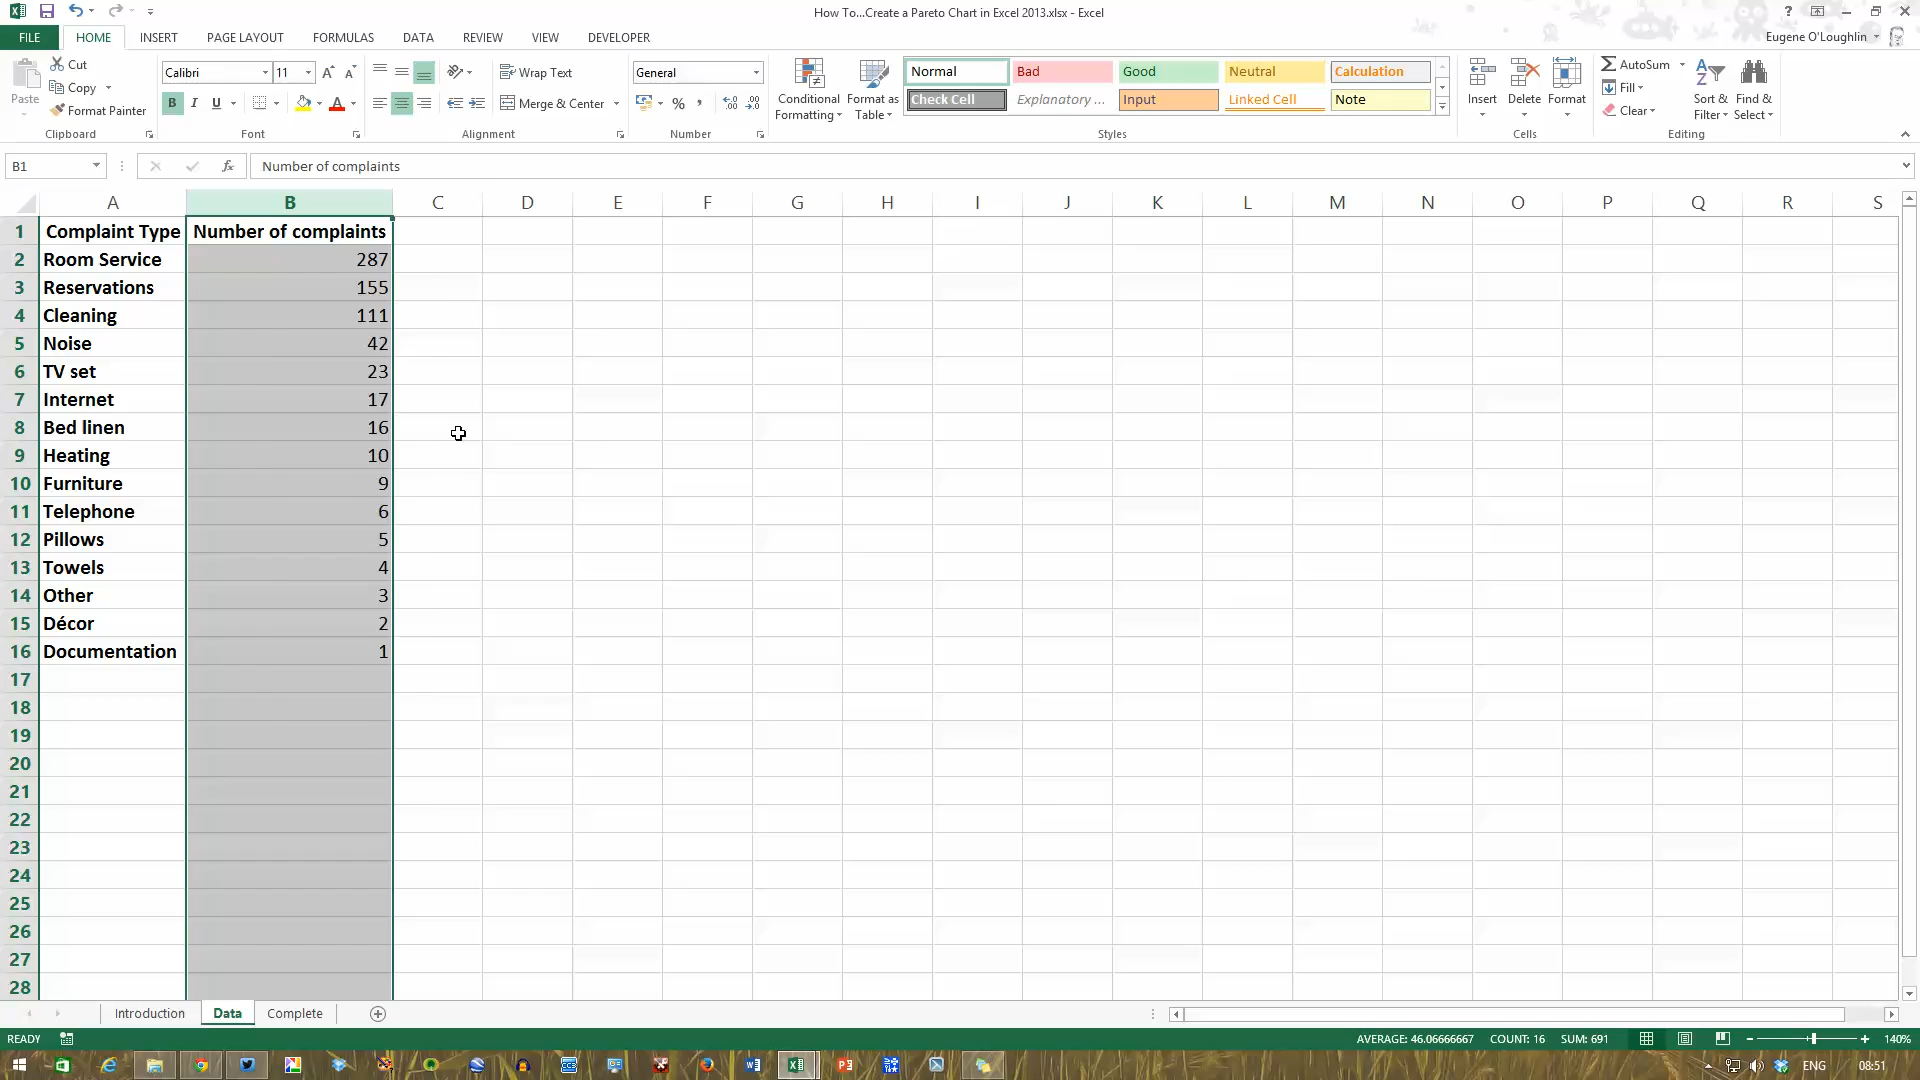 How To...Create a Pareto Chart in Excel 2013.xlsx - Excel
FILE HOME INSERT PAGE LAYOUT FORMULAS DATA REVIEW VIEW DEVELOPER
Eugene O'Loughlin
Paste
Cut
Copy
Format Painter
Calibri 11
B I U
Wrap Text
Merge & Center
General
%
Conditional Formatting
Format as Table
Normal Bad Good Neutral Calculation
Check Cell Explanatory ... Input Linked Cell Note
Insert Delete Format
AutoSum
Fill
Clear
Sort & Filter
Find & Select
Clipboard Font Alignment Number Styles Cells Editing
B1 fx Number of complaints
A B C D E F G H I J K L M N O P Q R S
1 Complaint Type Number of complaints
2 Room Service 287
3 Reservations 155
4 Cleaning 111
5 Noise 42
6 TV set 23
7 Internet 17
8 Bed linen 16
9 Heating 10
10 Furniture 9
11 Telephone 6
12 Pillows 5
13 Towels 4
14 Other 3
15 Décor 2
16 Documentation 1
17
18
19
20
21
22
23
24
25
26
27
28
Introduction Data Complete
READY AVERAGE: 46.06666667 COUNT: 16 SUM: 691 140%
ENG 08:51